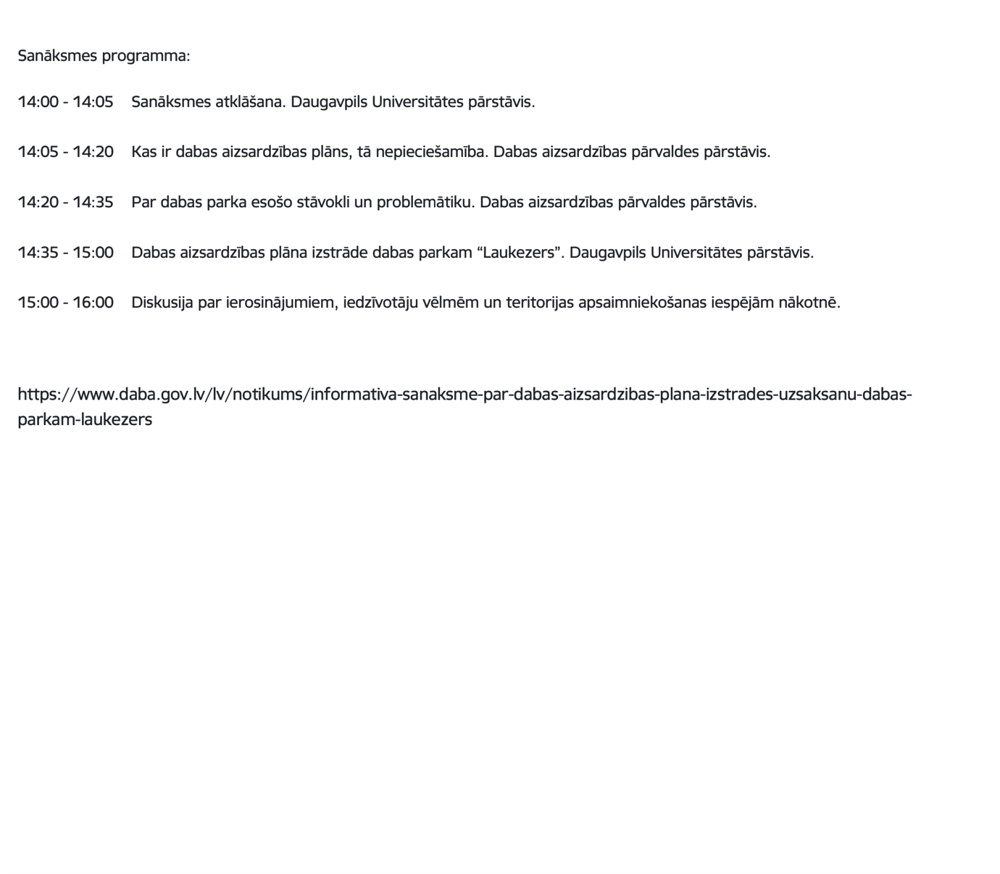 Sanāksmes programma:
14:00 - 14:05 Sanāksmes atklāšana. Daugavpils Universitātes pārstāvis.
14:05 - 14:20 Kas ir dabas aizsardzības plāns, tā nepieciešamība. Dabas aizsardzības pārvaldes pārstāvis.
14:20 - 14:35 Par dabas parka esošo stāvokli un problemātiku. Dabas aizsardzības pārvaldes pārstāvis.
14:35 - 15:00 Dabas aizsardzības plāna izstrāde dabas parkam “Laukezers”. Daugavpils Universitātes pārstāvis.
15:00 - 16:00 Diskusija par ierosinājumiem, iedzīvotāju vēlmēm un teritorijas apsaimniekošanas iespējām nākotnē.
https://www.daba.gov.lv/lv/notikums/informativa-sanaksme-par-dabas-aizsardzibas-plana-izstrades-uzsaksanu-dabas-
parkam-laukezers